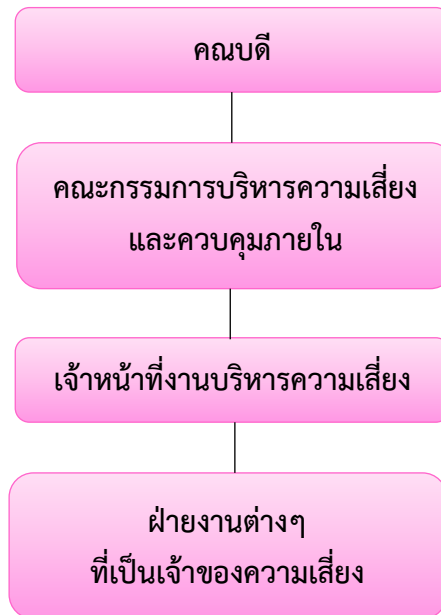 คณบดี
คณะกรรมการบริหารความเสี่ยง
และควบคุมภายใน
เจ้าหน้าที่งานบริหารความเสี่ยง
ฝ่ายงานต่างๆ
ที่เป็นเจ้าของความเสี่ยง